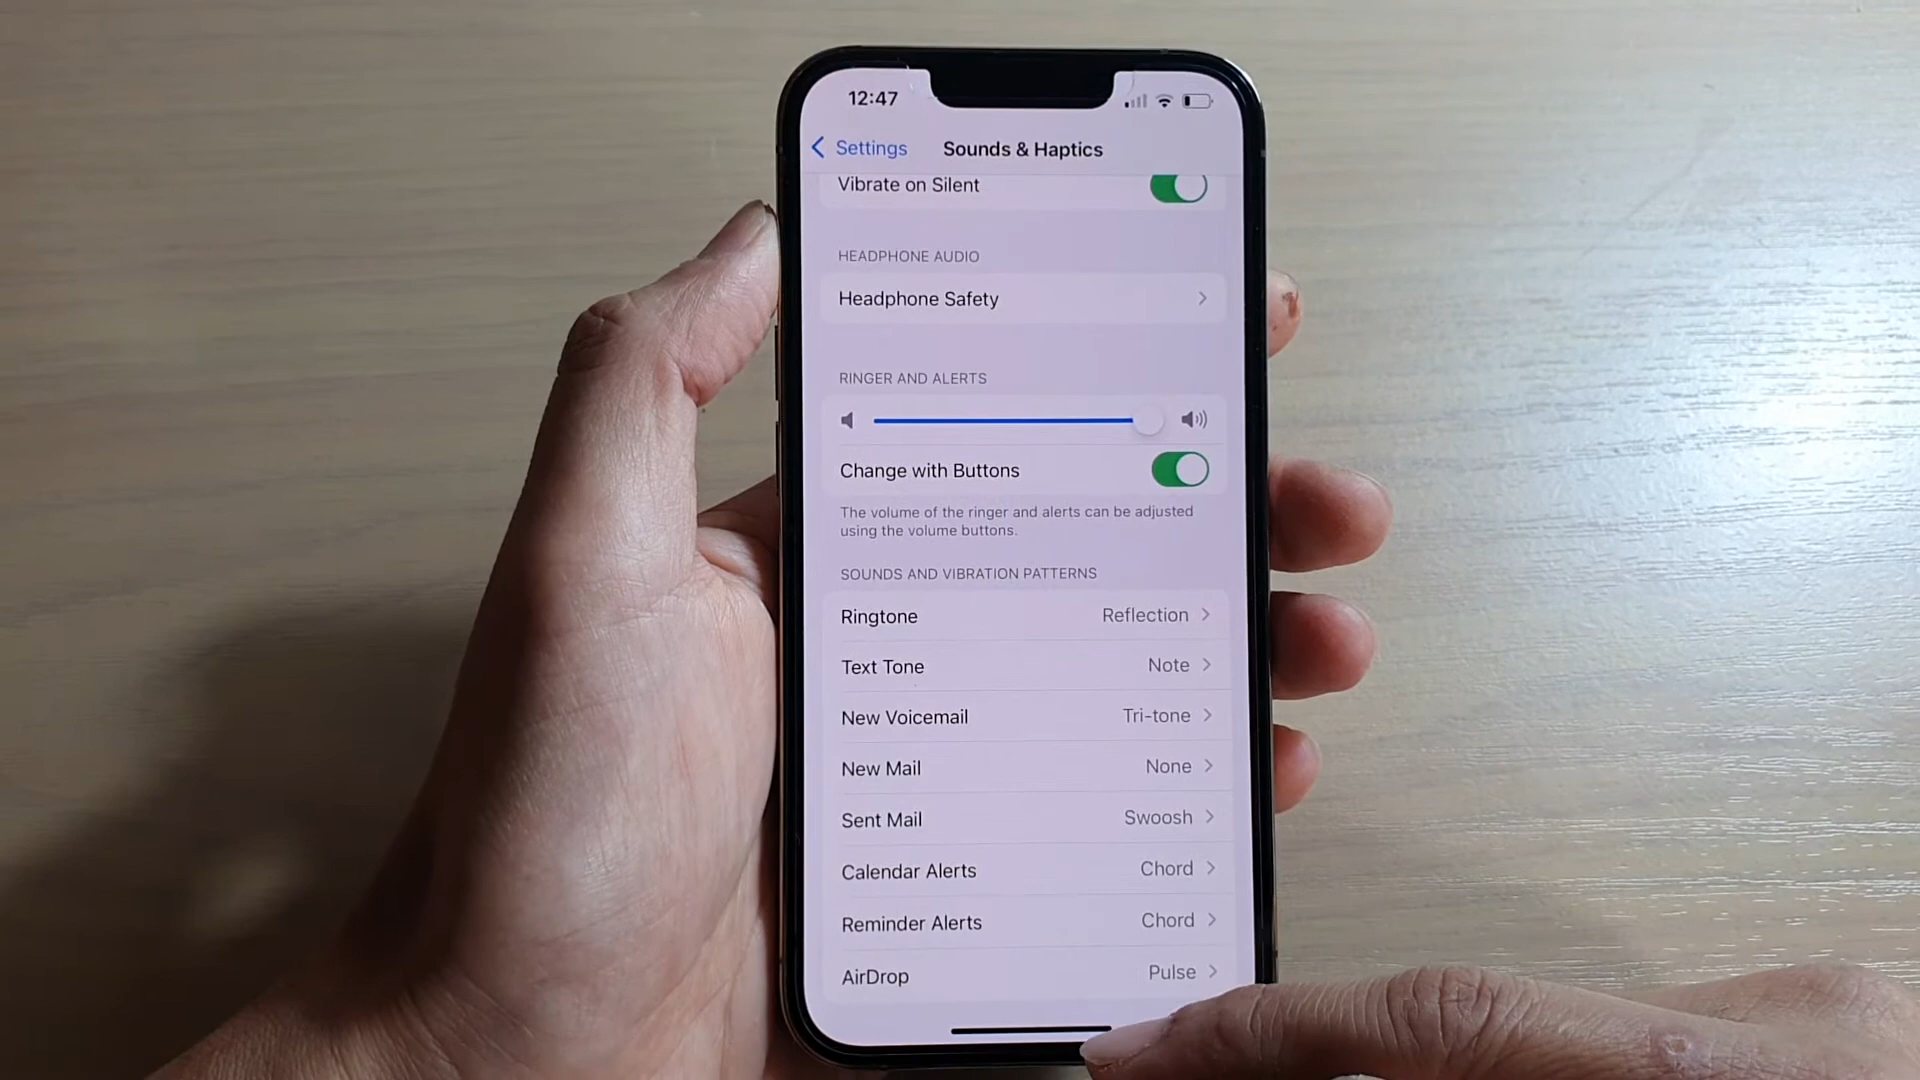 12:47
Settings Sounds & Haptics
Vibrate on Silent
HEADPHONE AUDIO
Headphone Safety
RINGER AND ALERTS
Change with Buttons
The volume of the ringer and alerts can be adjusted
using the volume buttons.
SOUNDS AND VIBRATION PATTERNS
Ringtone Reflection
Text Tone Note
New Voicemail Tri-tone
New Mail None
Sent Mail Swoosh
Calendar Alerts Chord
Reminder Alerts Chord
AirDrop Pulse